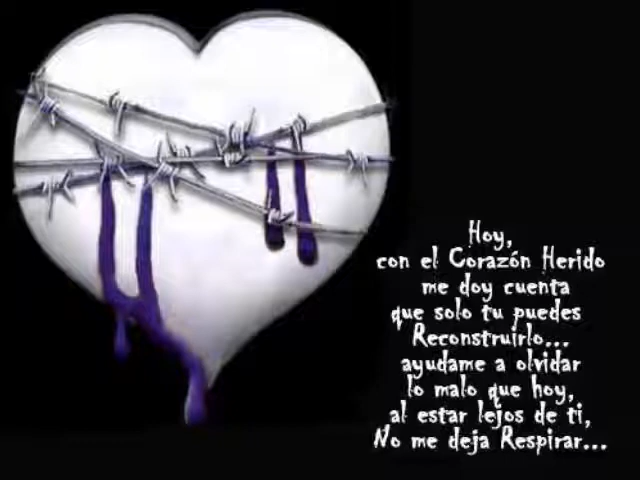 Hoy,
con el Corazón Herido
me doy cuenta
que solo tu puedes
Reconstruirlo...
ayudame a olvidar
lo malo que hoy,
al estar lejos de ti,
No me deja Respirar...